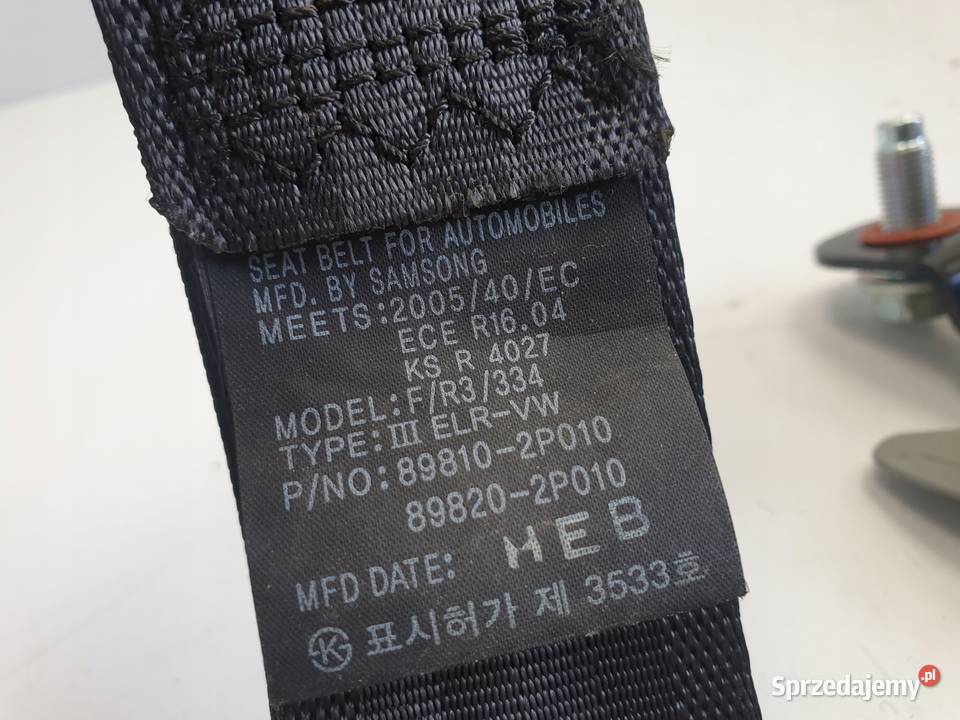 SEAT BELT FOR AUTOMOBILES
MFD. BY SAMSONG
MEETS:2005/40/EC
ECE R16.04
KS R 4027
MODEL:F/R3/334
TYPE:Ⅲ ELR-VW
P/NO:89810-2P010
89820-2P010
MFD DATE: HEB
표시허가 제 3533호
Sprzedajemy.pl